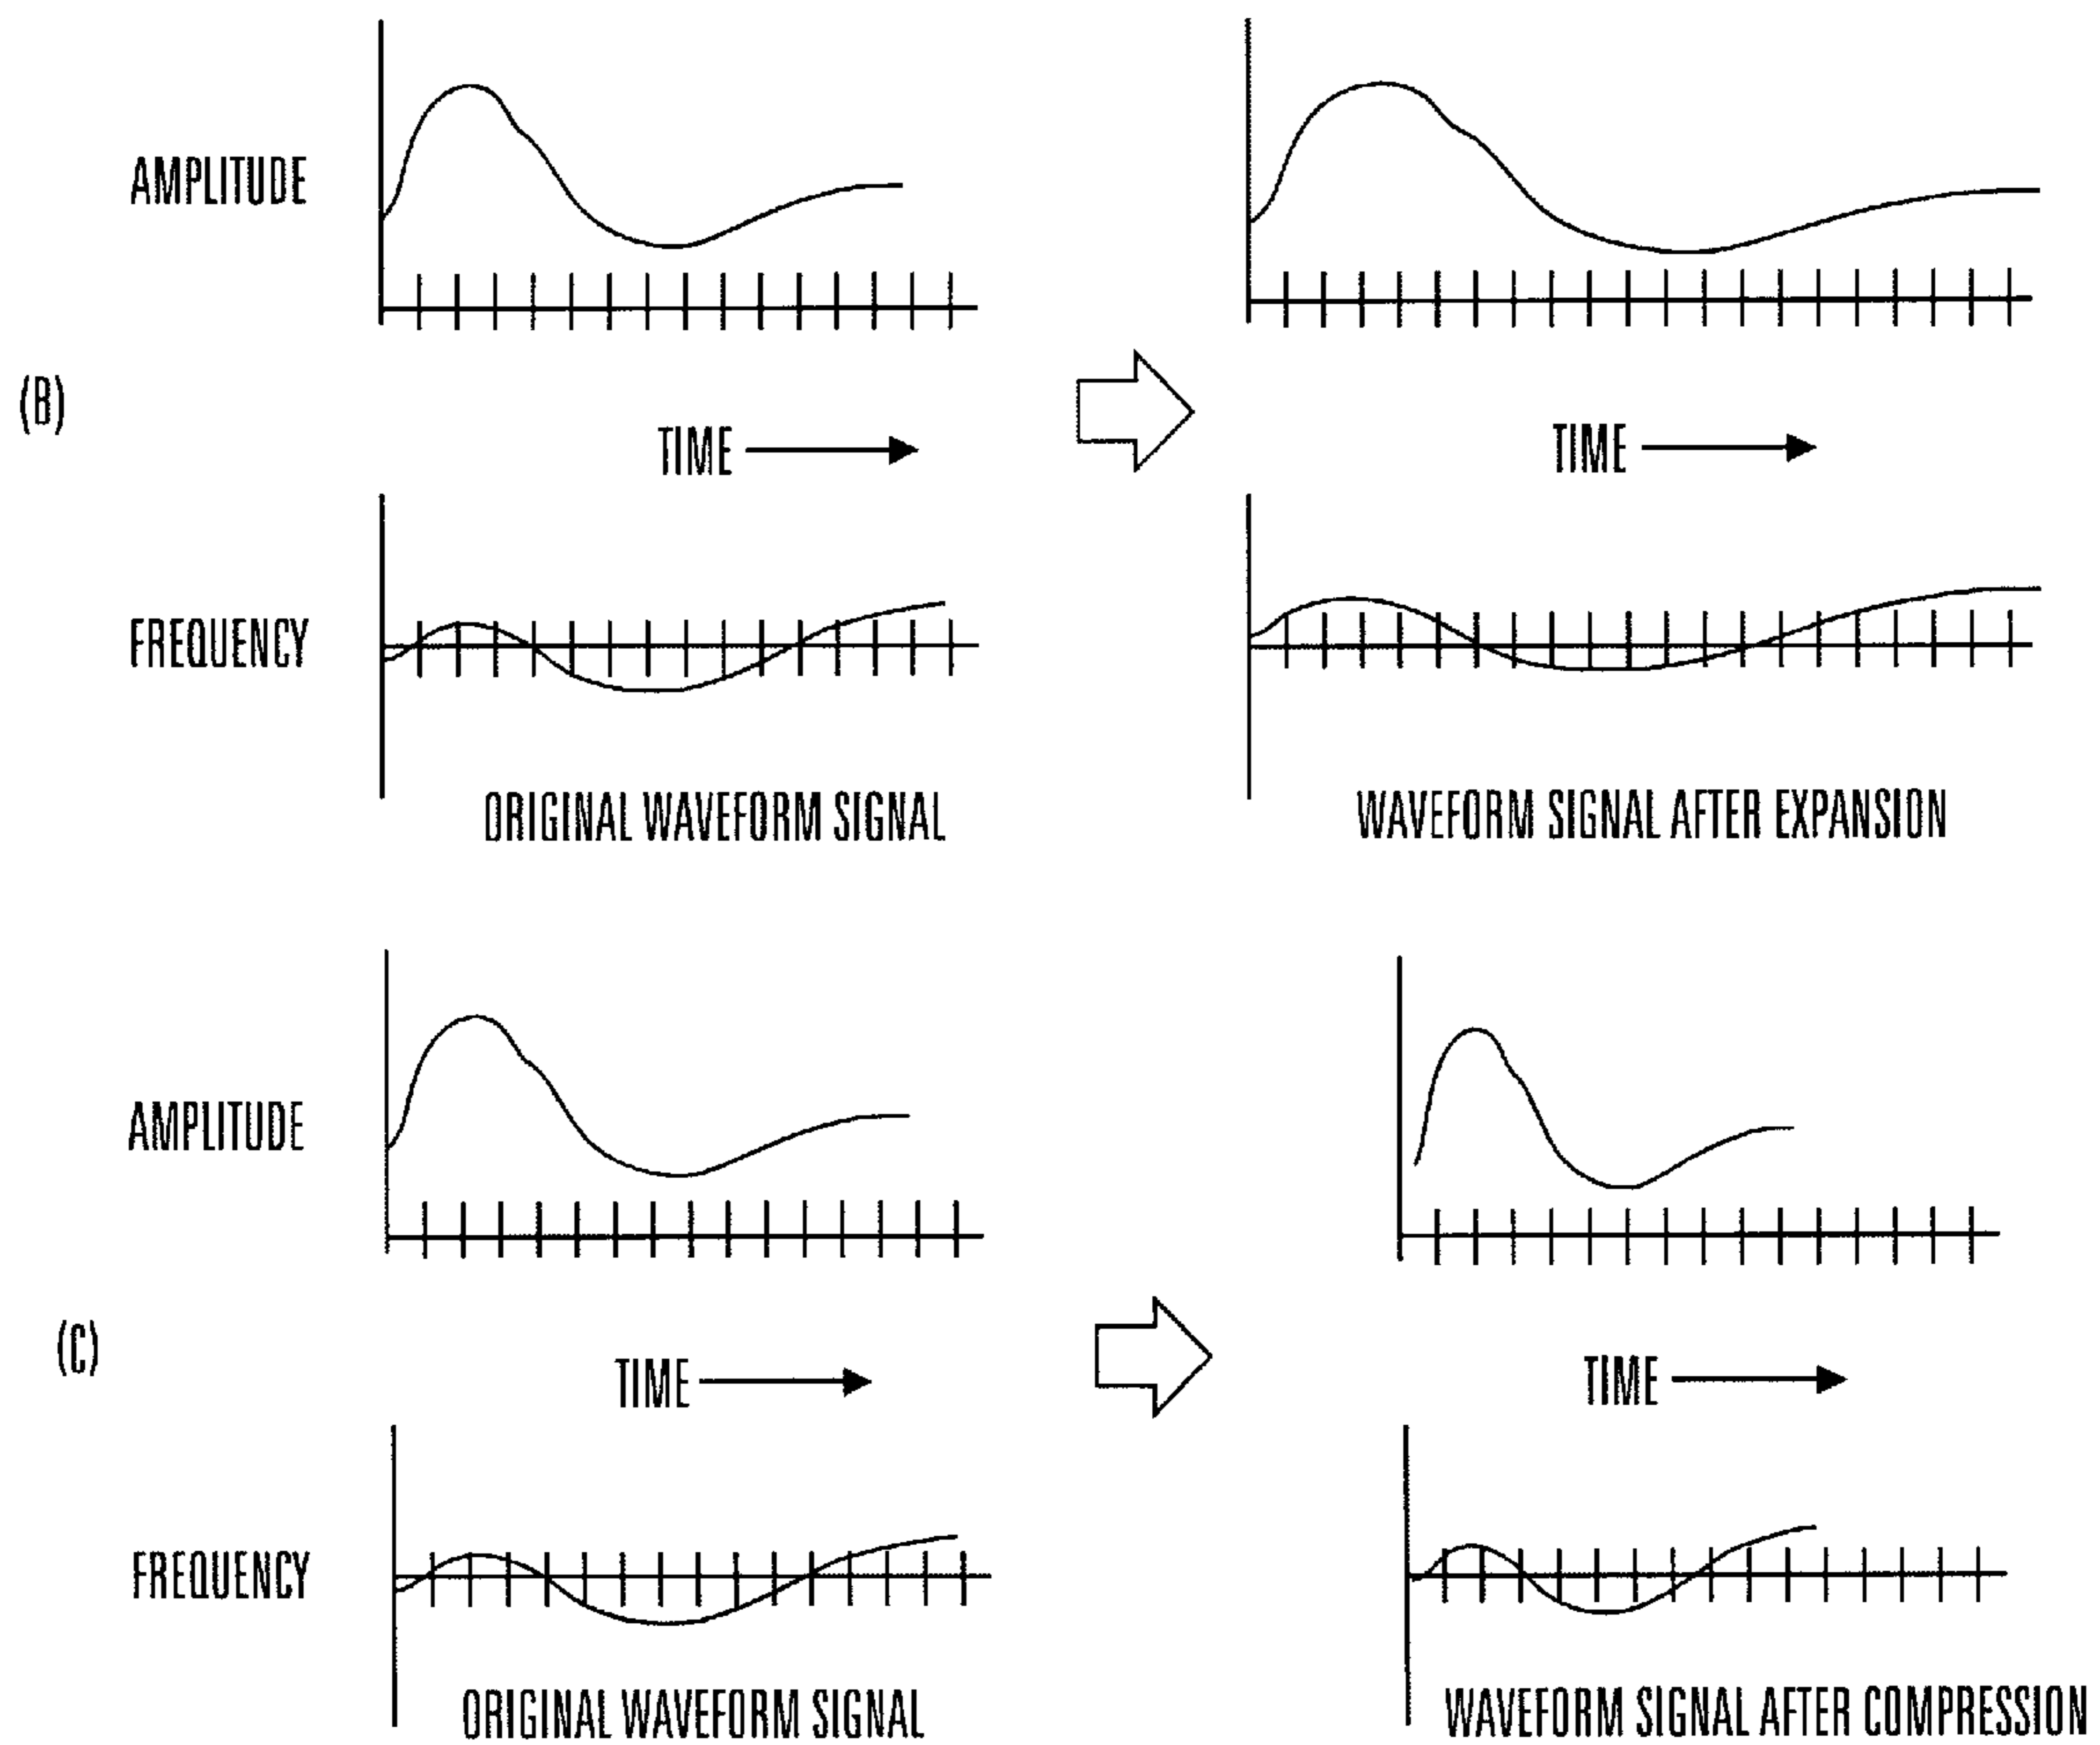 AMPLITUDE
(B)
TIME
TIME
FREQUENCY
ORIGINAL WAVEFORM SIGNAL
WAVEFORM SIGNAL AFTER EXPANSION
AMPLITUDE
(C)
TIME
TIME
FREQUENCY
ORIGINAL WAVEFORM SIGNAL
WAVEFORM SIGNAL AFTER COMPRESSION